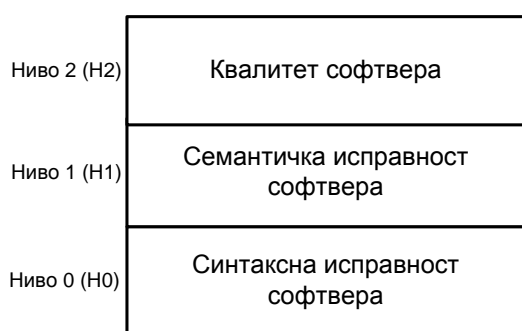 Ниво 2 (Н2)
Квалитет софтвера
Ниво 1 (Н1)
Семантичка исправност
софтвера
Ниво 0 (Н0)
Синтаксна исправност
софтвера